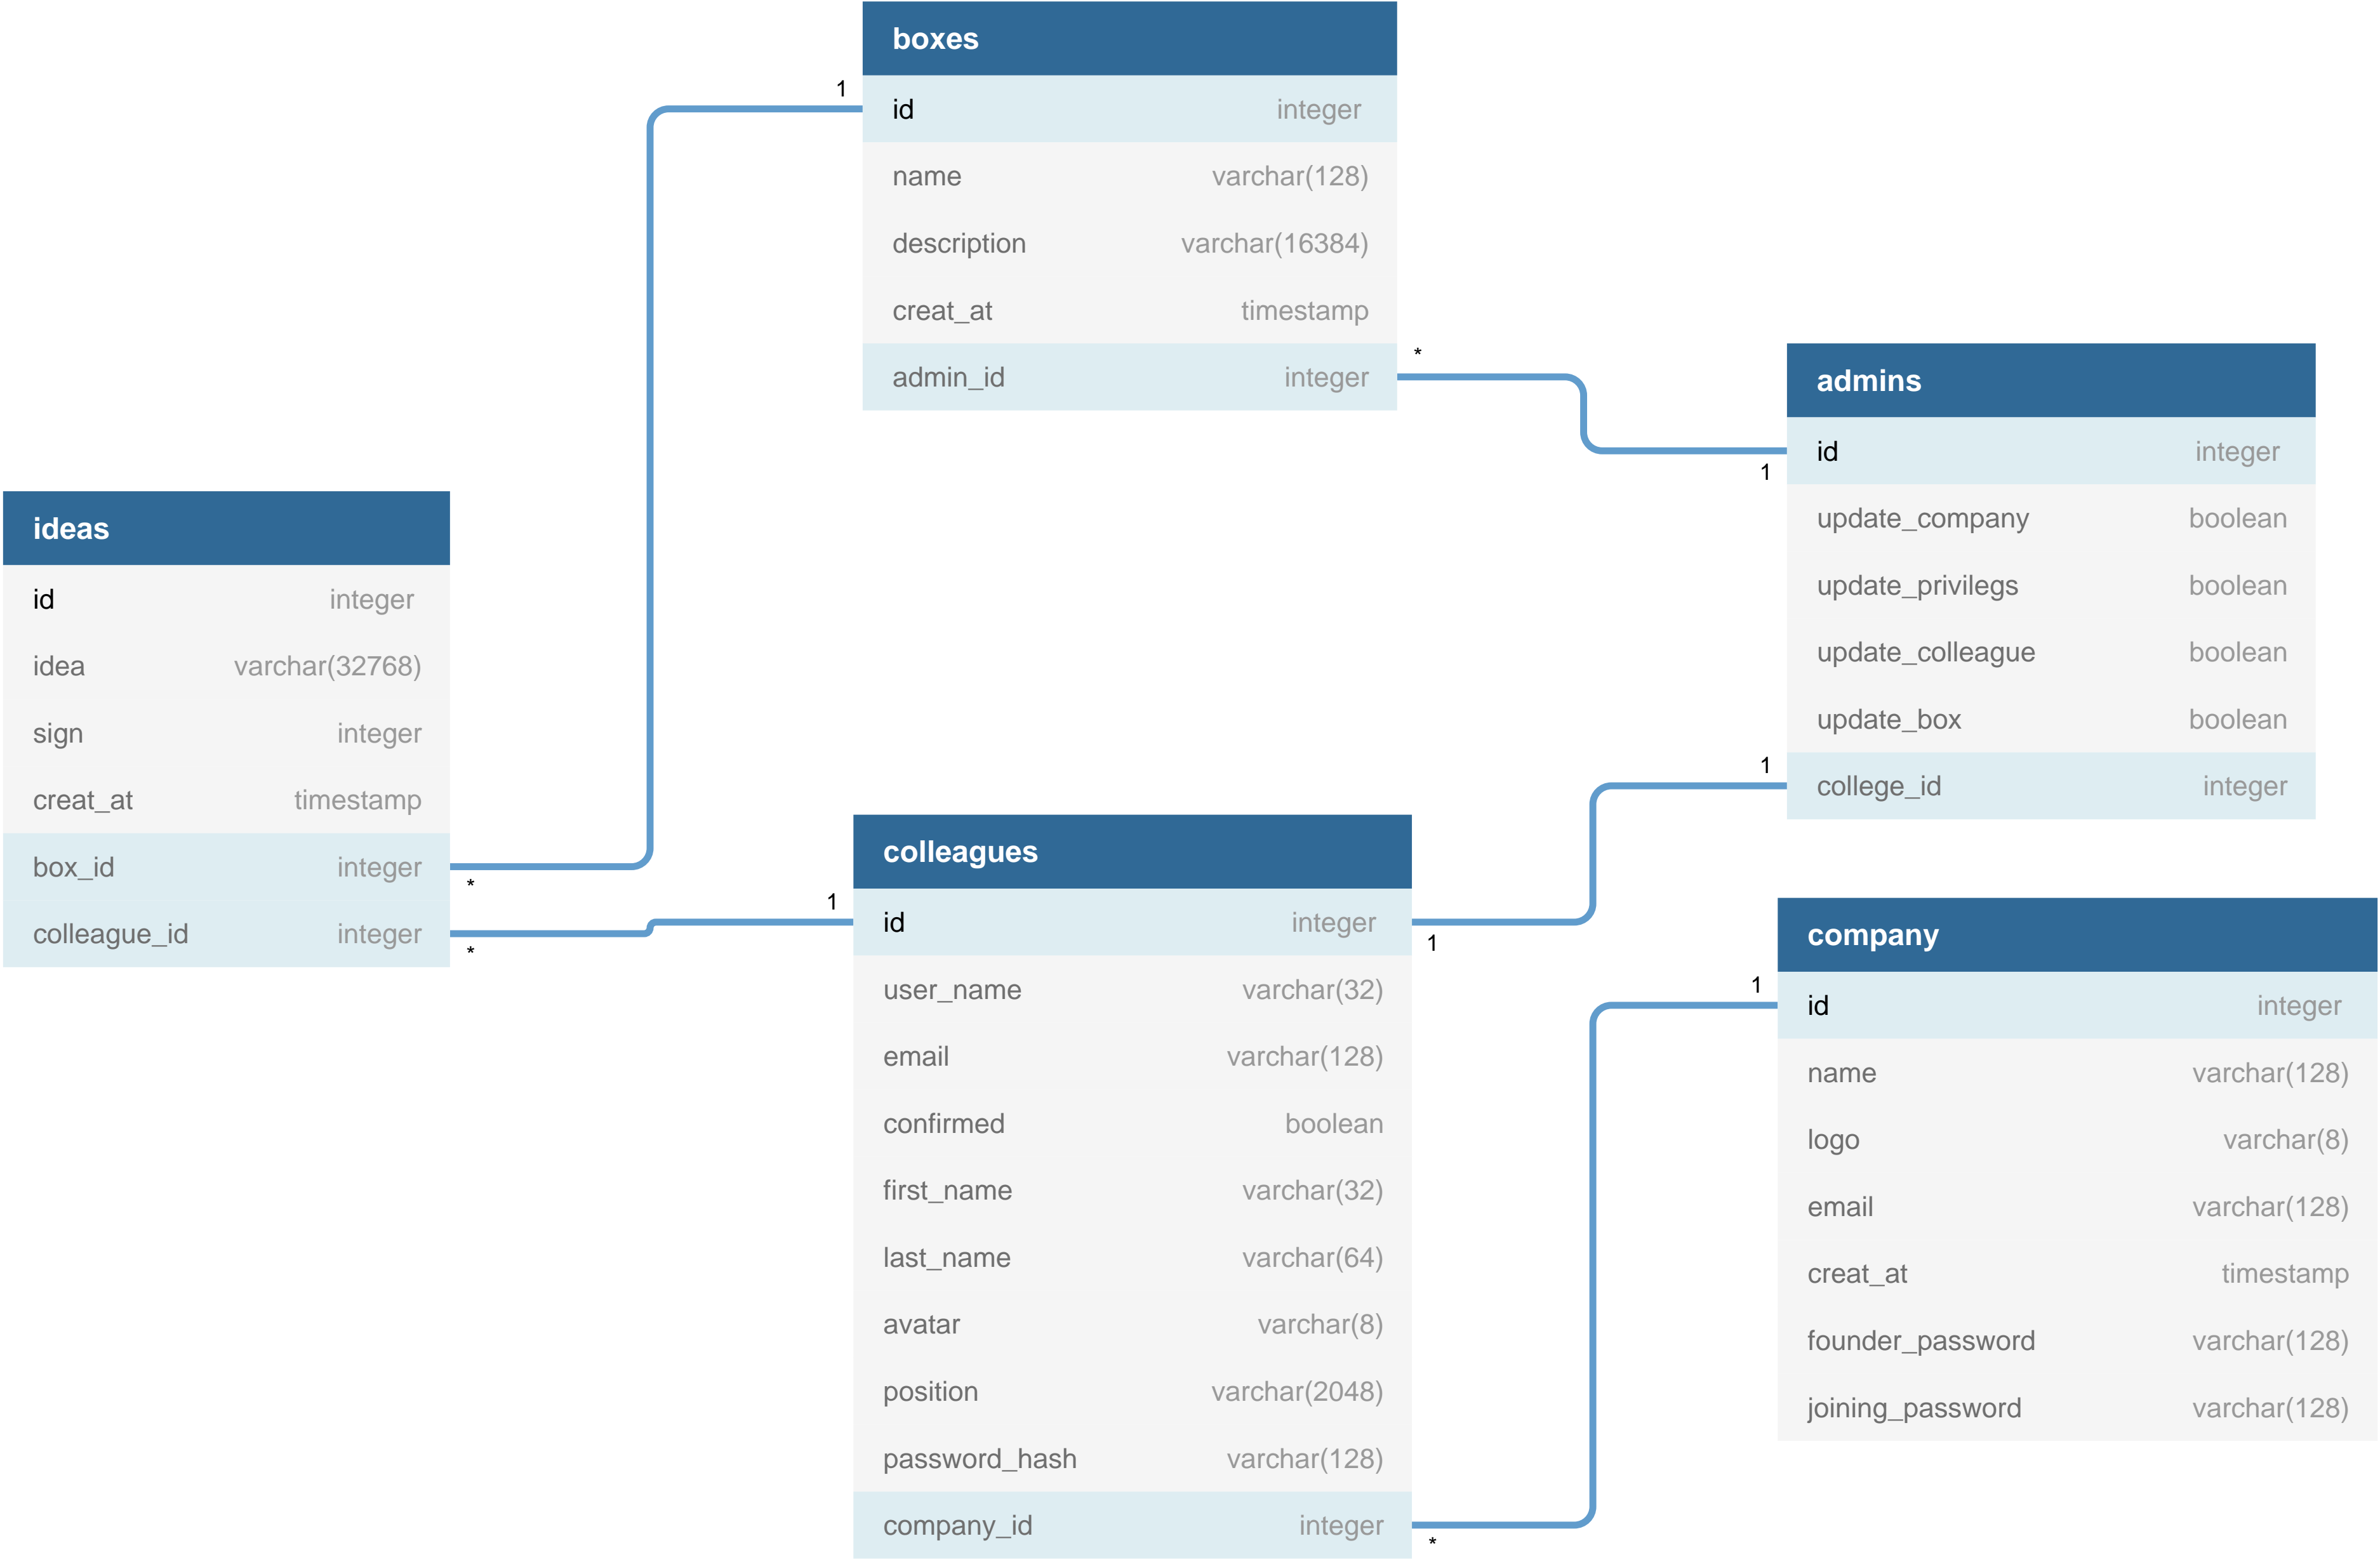 boxes
1
id integer
name varchar(128)
description varchar(16384)
creat_at timestamp
admin_id integer
*
admins
id integer
1
update_company boolean
update_privilegs boolean
update_colleague boolean
update_box boolean
1
college_id integer
ideas
id integer
idea varchar(32768)
sign integer
creat_at timestamp
box_id integer
*
colleague_id integer
*
colleagues
1
id integer
1
user_name varchar(32)
email varchar(128)
confirmed boolean
first_name varchar(32)
last_name varchar(64)
avatar varchar(8)
position varchar(2048)
password_hash varchar(128)
company_id integer
*
company
1
id integer
name varchar(128)
logo varchar(8)
email varchar(128)
creat_at timestamp
founder_password varchar(128)
joining_password varchar(128)